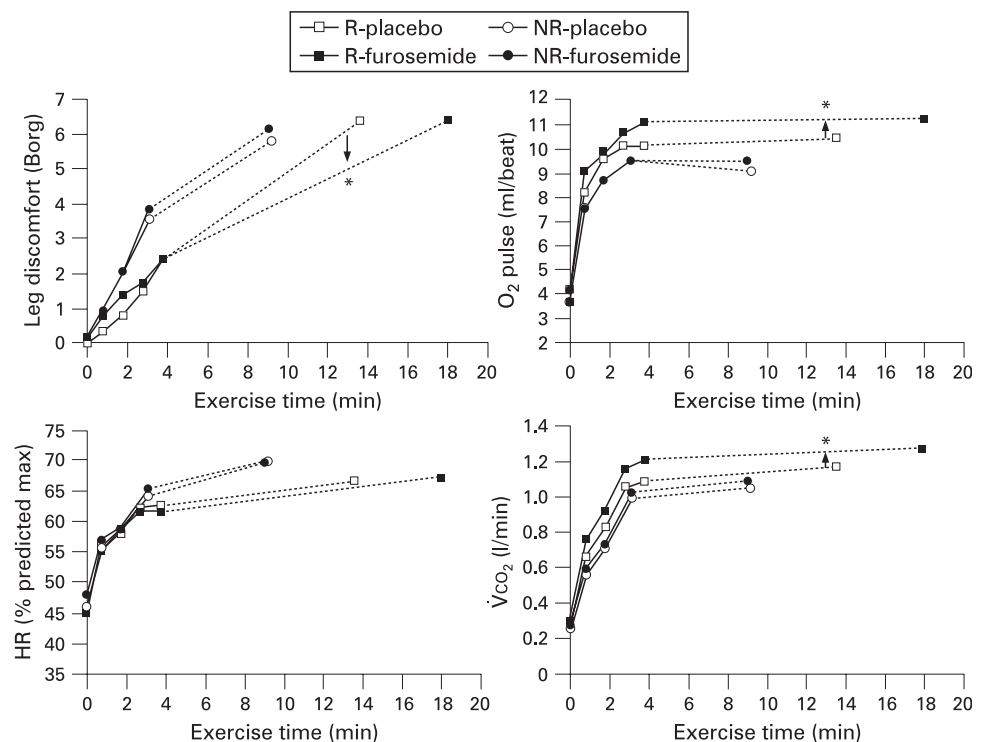 R-placebo NR-placebo
R-furosemide NR-furosemide
Leg discomfort (Borg)
7
6
5
4
3
2
1
0
*
0 2 4 6 8 10 12 14 16 18 20
Exercise time (min)
O₂ pulse (ml/beat)
12
11
10
9
8
7
6
5
4
3
2
*
0 2 4 6 8 10 12 14 16 18 20
Exercise time (min)
HR (% predicted max)
75
70
65
60
55
50
45
40
35
0 2 4 6 8 10 12 14 16 18 20
Exercise time (min)
V̇CO₂ (l/min)
1.4
1.2
1.0
0.8
0.6
0.4
0.2
0
*
0 2 4 6 8 10 12 14 16 18 20
Exercise time (min)